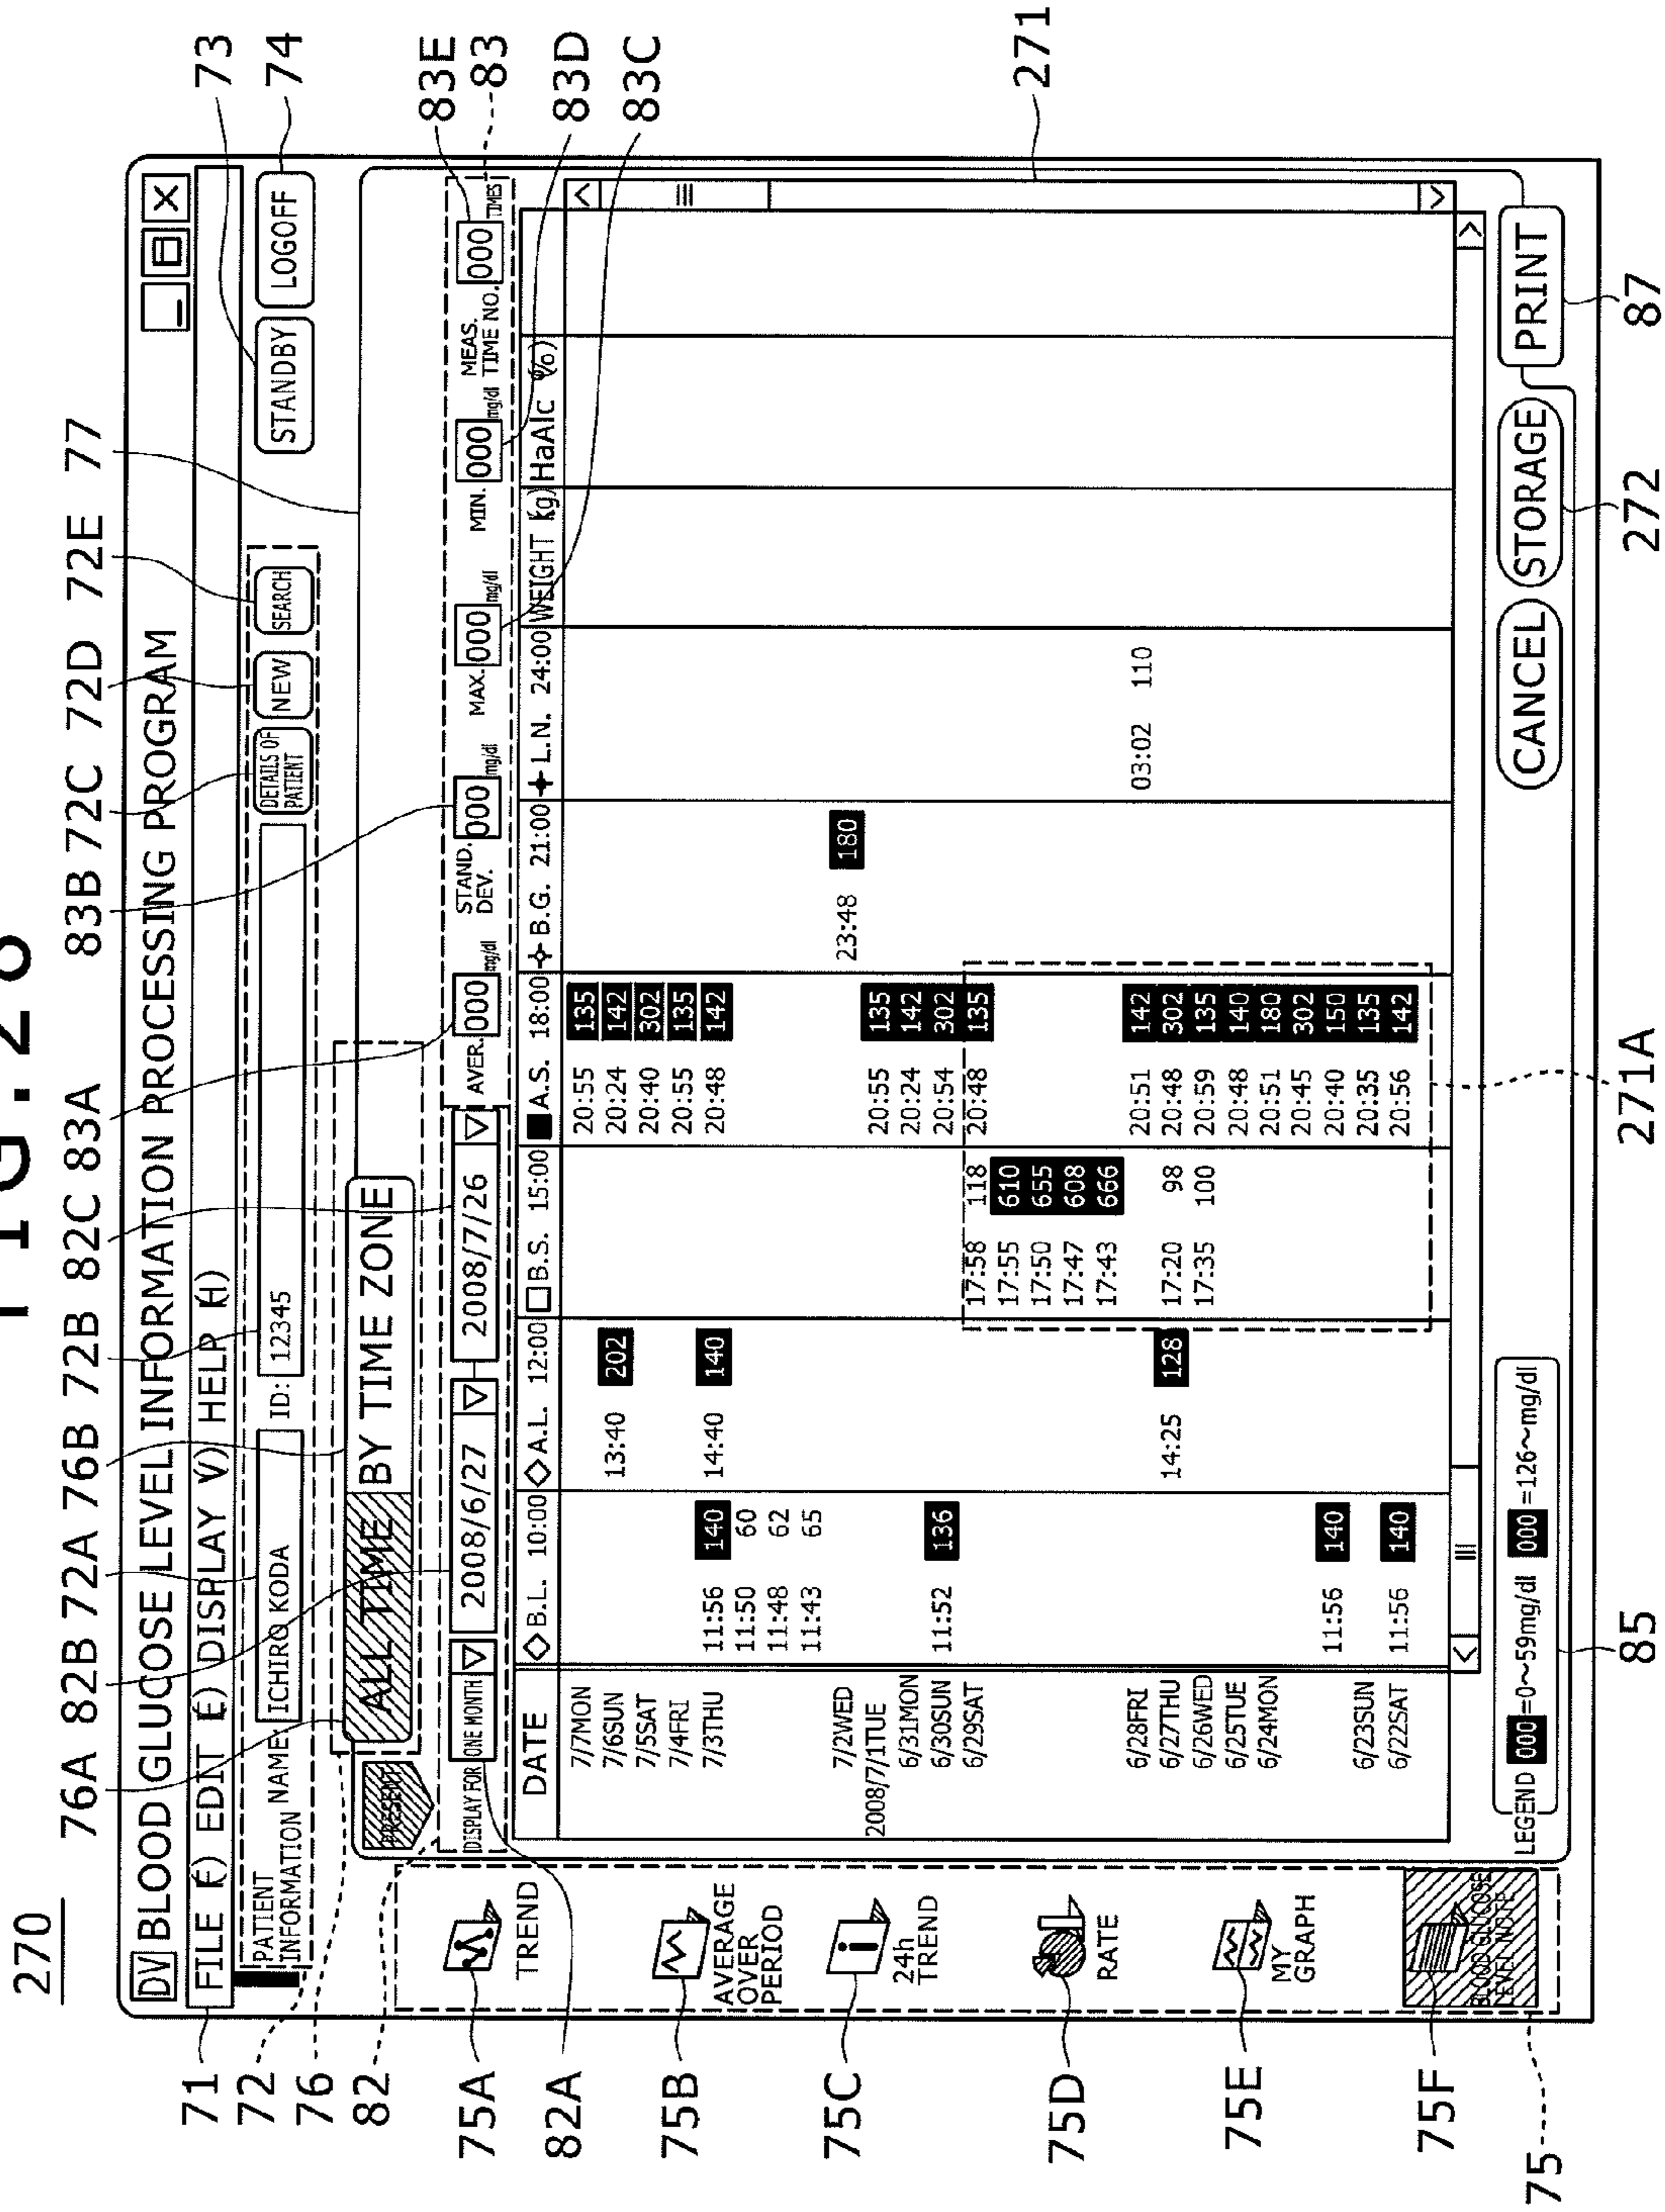 270
83B 72C 72D 72E 77
76A 82B 72A 76B 72B 82C 83A
73
74
83E
83
83D
83C
271
71
72
76
82
75A
82A
75B
75C
75D
75E
75F
75
DV BLOOD GLUCOSE LEVEL INFORMATION PROCESSING PROGRAM
FILE (F) EDIT (E) DISPLAY (V) HELP (H)
PATIENT INFORMATION NAME: ICHIRO KODA ID: 12345 DETAILS OF PATIENT NEW SEARCH STANDBY LOGOFF
PRESENT ALL TIME BY TIME ZONE
DISPLAY FOR ONE MONTH 2008/6/27 2008/7/26 AVER. 000 mg/dl STAND. DEV. 000 mg/dl MAX. 000 mg/dl MIN. 000 mg/dl MEAS. TIME NO. 000 TIMES
DATE B.L. 10:00 A.L. 12:00 B.S. 15:00 A.S. 18:00 B.G. 21:00 L.N. 24:00 WEIGHT kg) HaAlc %)
7/7MON 20:55 135
7/6SUN 13:40 202 20:24 142
7/5SAT 20:40 302
7/4FRI 20:55 135
7/3THU 11:56 140 14:40 140 20:48 142
11:50 60
11:48 62
11:43 65
7/2WED 23:48 180
2008/7/1TUE 20:55 135
6/31MON 20:24 142
6/30SUN 11:52 136 20:54 302
6/29SAT 17:58 118 20:48 135
17:55 610
17:50 655
17:47 608
17:43 666
6/28FRI 20:51 142 03:02 110
6/27THU 14:25 128 17:20 98 20:48 302
6/26WED 17:35 100 20:59 135
6/25TUE 20:48 140
6/24MON 20:51 180
20:45 302
6/23SUN 11:56 140 20:40 150
20:35 135
6/22SAT 11:56 140 20:56 142
TREND
AVERAGE OVER PERIOD
24h TREND
RATE
MY GRAPH
BLOOD GLUCOSE LEVEL NOTE
LEGEND 000 =0~59mg/dl 000 =126~mg/dl
CANCEL STORAGE PRINT
85
271A
272
87